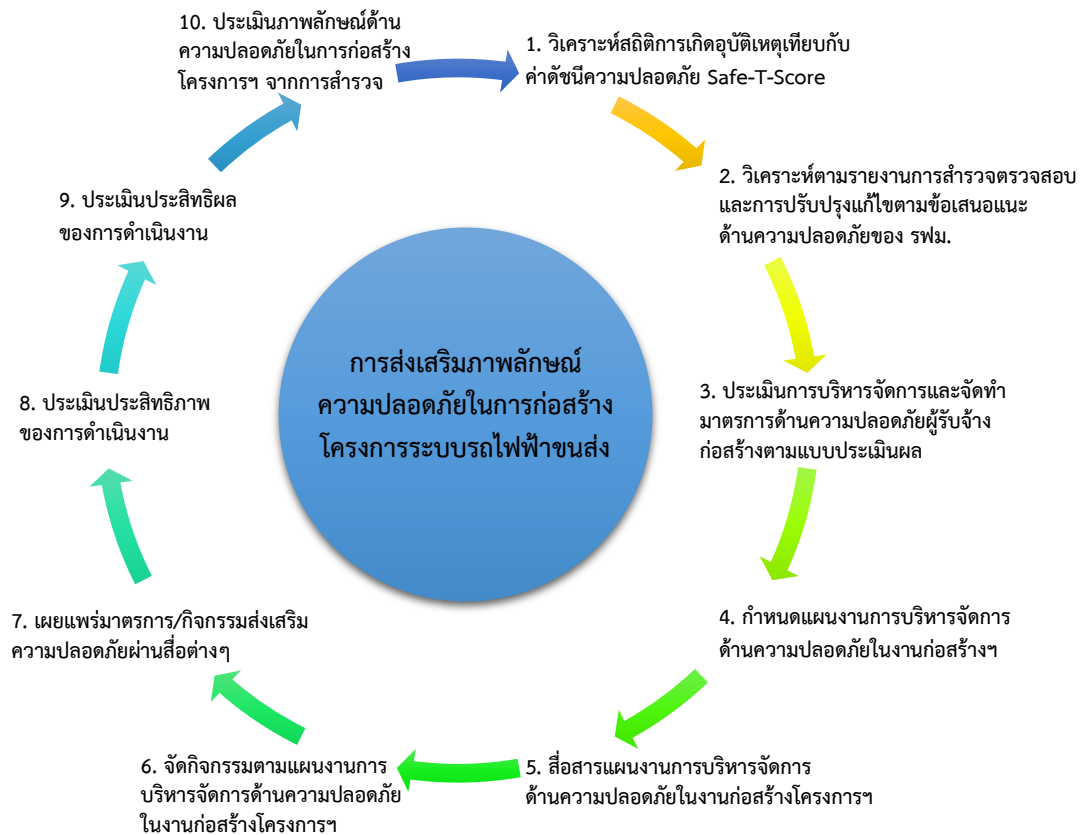 10. ประเมินภาพลักษณ์ด้าน
ความปลอดภัยในการก่อสร้าง
โครงการฯ จากการสำรวจ
1. วิเคราะห์สถิติการเกิดอุบัติเหตุเทียบกับ
ค่าดัชนีความปลอดภัย Safe-T-Score
2. วิเคราะห์ตามรายงานการสำรวจตรวจสอบ
และการปรับปรุงแก้ไขตามข้อเสนอแนะ
ด้านความปลอดภัยของ รฟม.
3. ประเมินการบริหารจัดการและจัดทำ
มาตรการด้านความปลอดภัยผู้รับจ้าง
ก่อสร้างตามแบบประเมินผล
4. กำหนดแผนงานการบริหารจัดการ
ด้านความปลอดภัยในงานก่อสร้างฯ
5. สื่อสารแผนงานการบริหารจัดการ
ด้านความปลอดภัยในงานก่อสร้างโครงการฯ
6. จัดกิจกรรมตามแผนงานการ
บริหารจัดการด้านความปลอดภัย
ในงานก่อสร้างโครงการฯ
7. เผยแพร่มาตรการ/กิจกรรมส่งเสริม
ความปลอดภัยผ่านสื่อต่างๆ
8. ประเมินประสิทธิภาพ
ของการดำเนินงาน
9. ประเมินประสิทธิผล
ของการดำเนินงาน
การส่งเสริมภาพลักษณ์
ความปลอดภัยในการก่อสร้าง
โครงการระบบรถไฟฟ้าขนส่ง